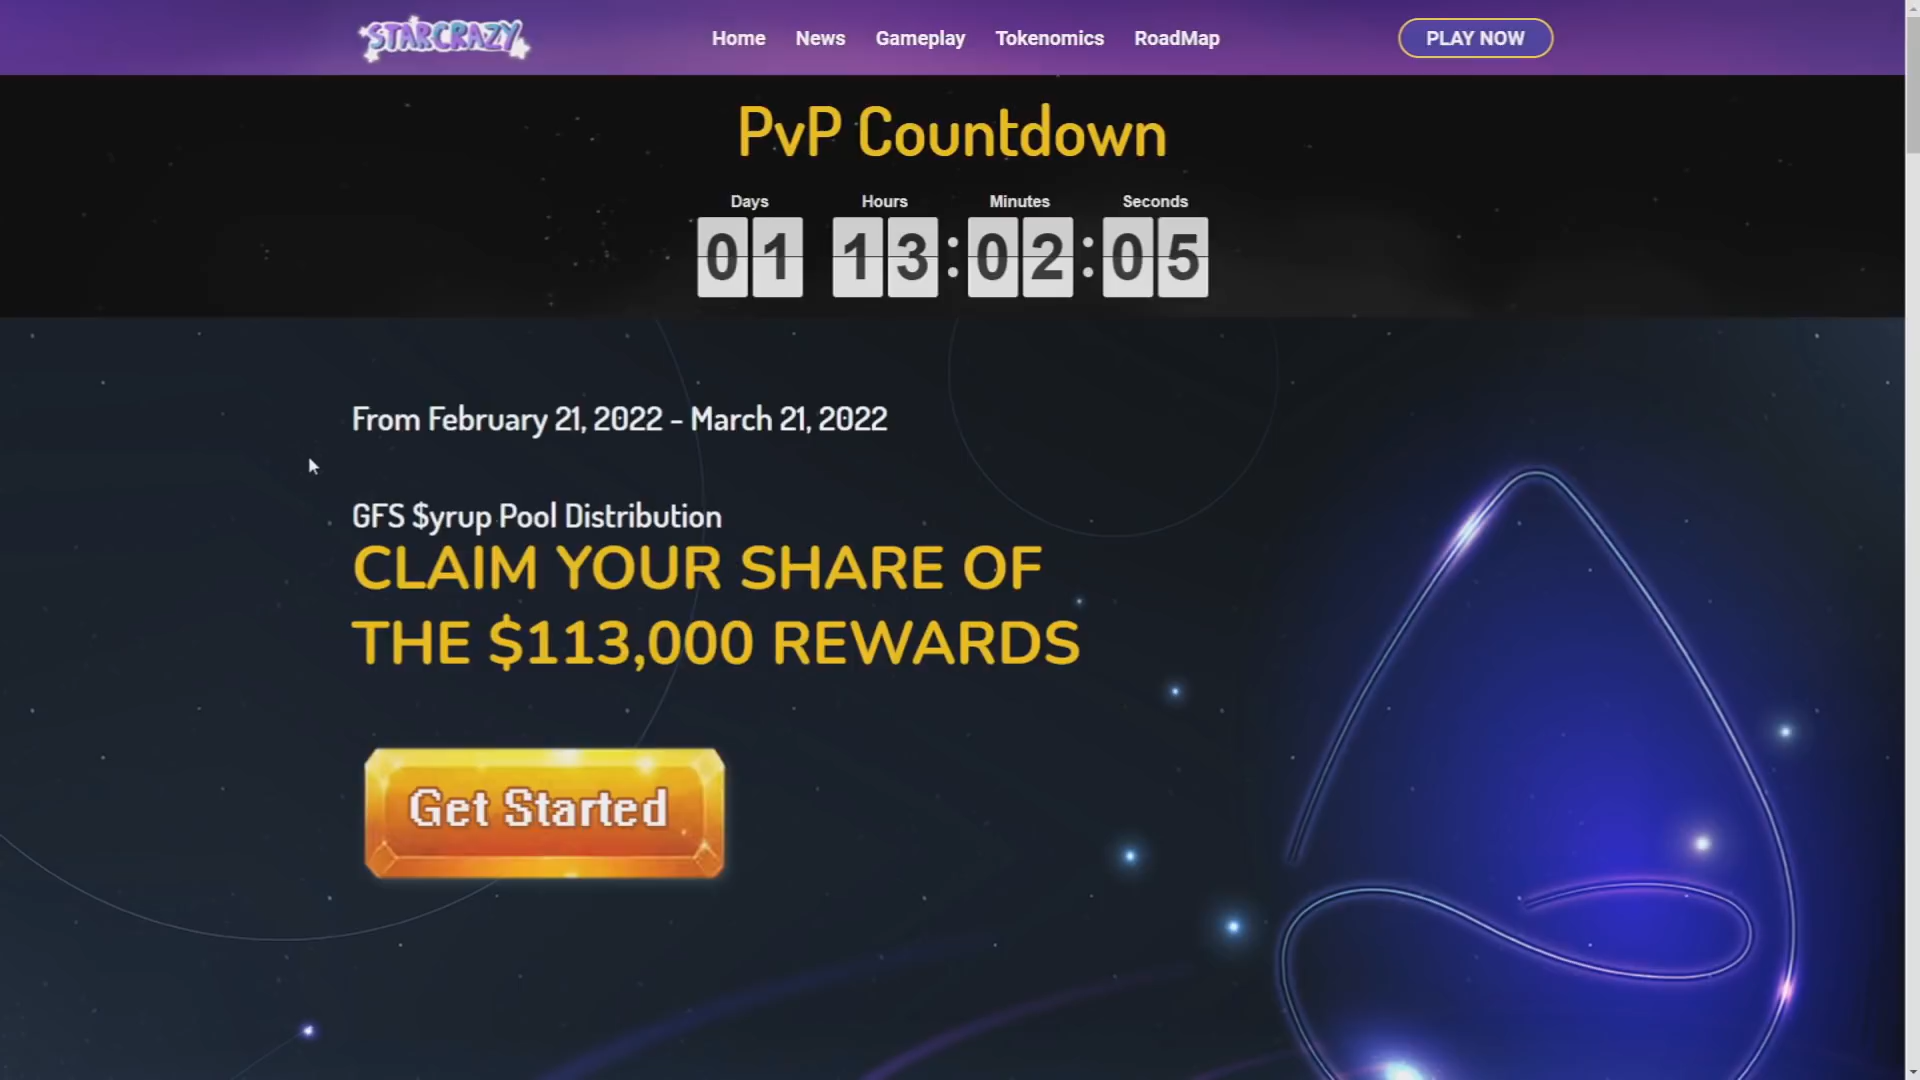 STARCRAZY
Home News Gameplay Tokenomics RoadMap
PLAY NOW
PvP Countdown
Days Hours Minutes Seconds
01 13:02:05
From February 21, 2022 - March 21, 2022
GFS $yrup Pool Distribution
CLAIM YOUR SHARE OF
THE $113,000 REWARDS
Get Started